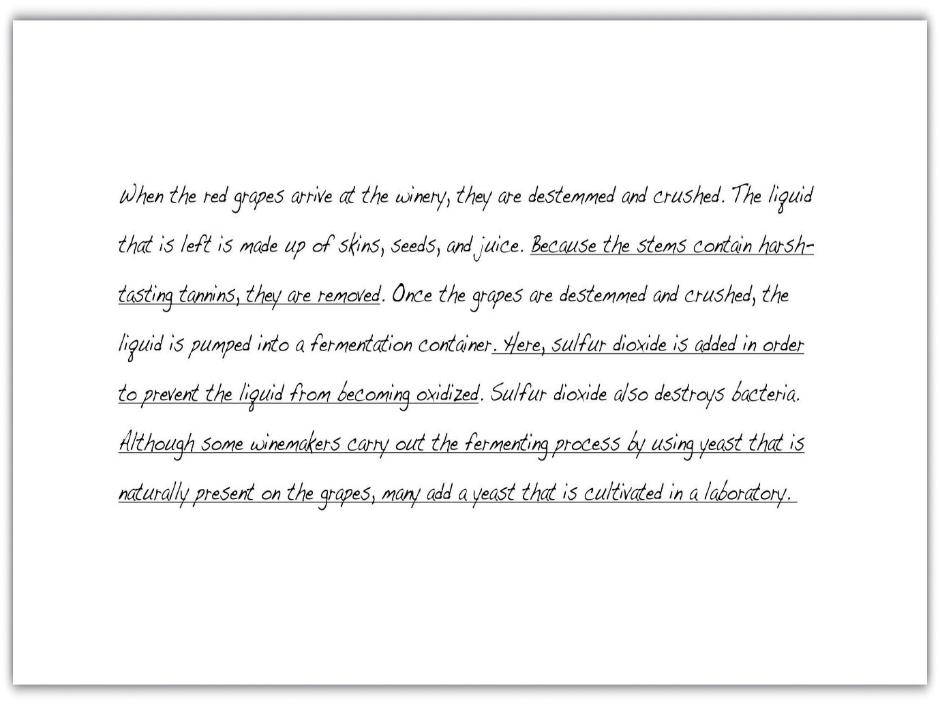 When the red grapes arrive at the winery, they are destemmed and crushed. The liquid
that is left is made up of skins, seeds, and juice. Because the stems contain harsh-
tasting tannins, they are removed. Once the grapes are destemmed and crushed, the
liquid is pumped into a fermentation container. Here, sulfur dioxide is added in order
to prevent the liquid from becoming oxidized. Sulfur dioxide also destroys bacteria.
Although some winemakers carry out the fermenting process by using yeast that is
naturally present on the grapes, many add a yeast that is cultivated in a laboratory.